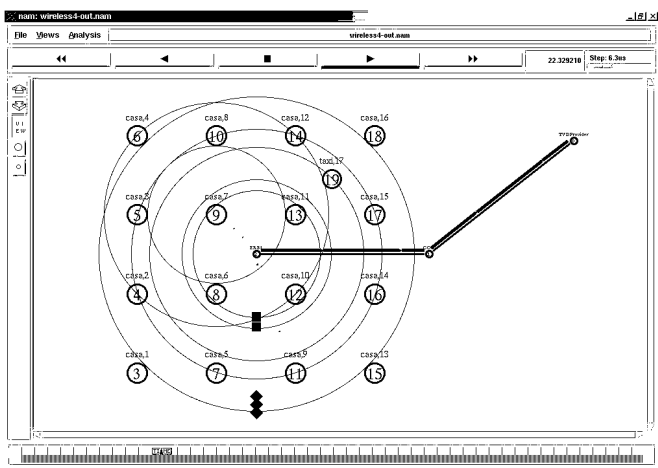 nam: wireless4-out.nam
File Views Analysis wireless4-out.nam
22.329210 Step: 6.3ms
VIEW
casa,4 casa,8 casa,12 casa,16
6 10 14 18
TVDProvider
taxi,17
19
casa,3 casa,7 casa,11 casa,15
5 9 13 17
casa,2 casa,6 casa,10 casa,14
4 8 12 16
casa,1 casa,5 casa,9 casa,13
3 7 11 15
TIME